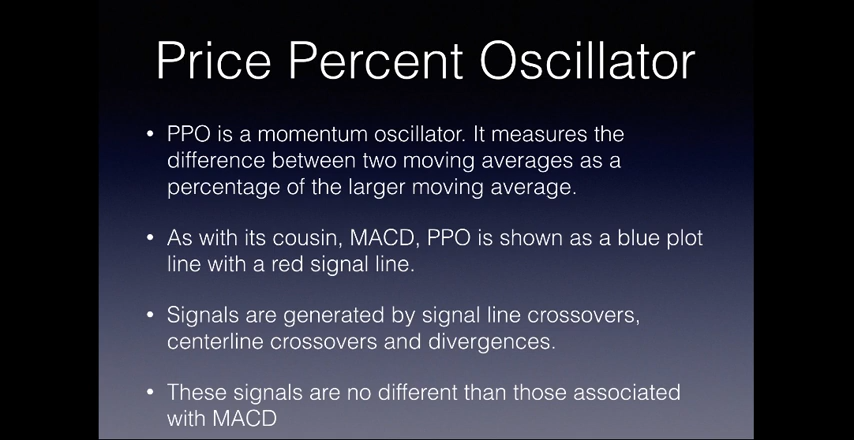 Price Percent Oscillator
• PPO is a momentum oscillator. It measures the
difference between two moving averages as a
percentage of the larger moving average.
• As with its cousin, MACD, PPO is shown as a blue plot
line with a red signal line.
• Signals are generated by signal line crossovers,
centerline crossovers and divergences.
• These signals are no different than those associated
with MACD